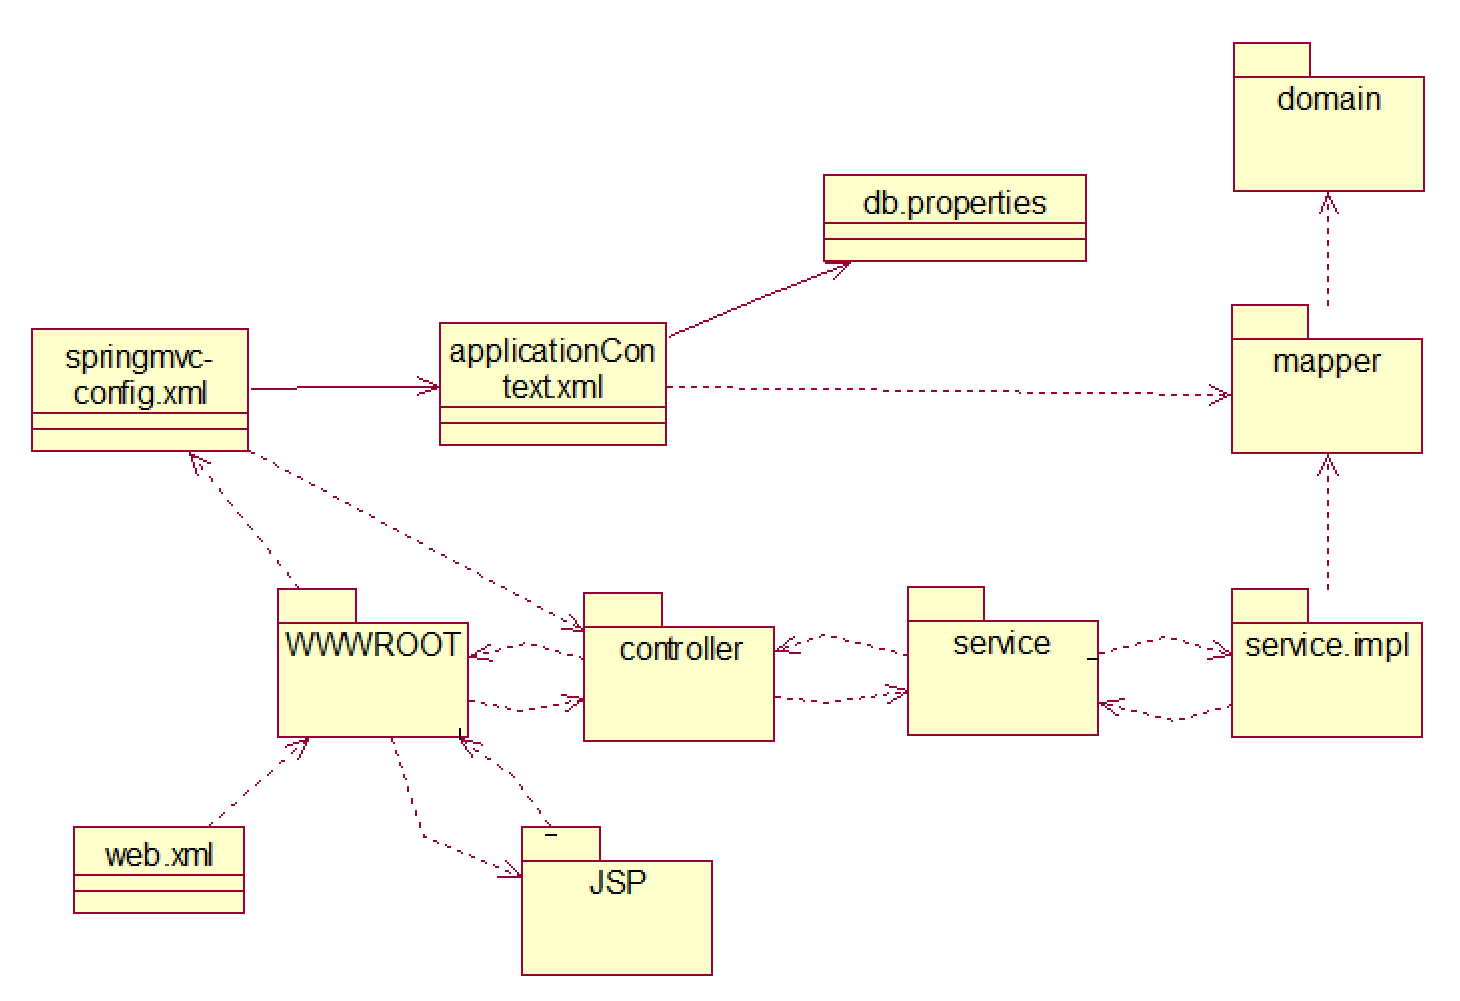 domain
db.properties
springmvc-
config.xml
applicationCon
text.xml
mapper
WWWROOT
controller
service
service.impl
web.xml
JSP